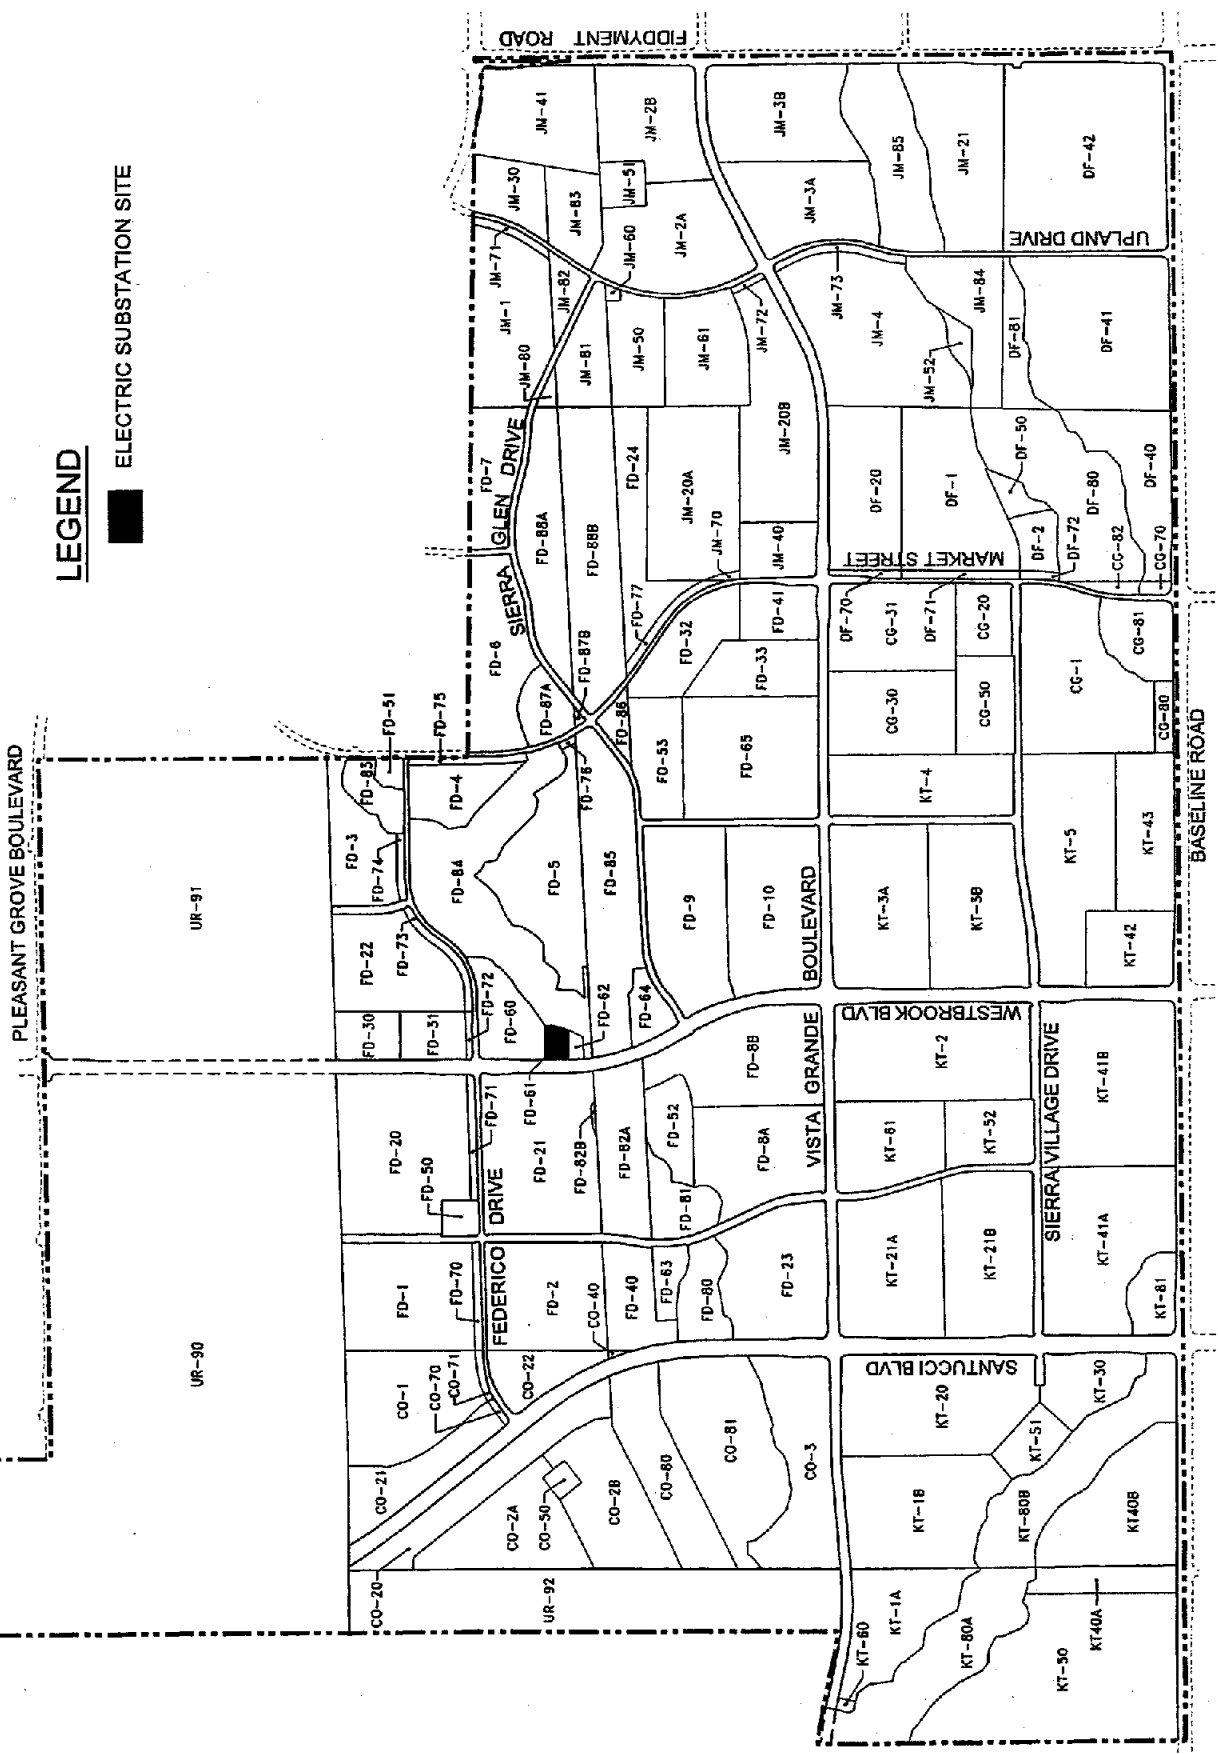 LEGEND
ELECTRIC SUBSTATION SITE
PLEASANT GROVE BOULEVARD
FIDDYMENT ROAD
BASELINE ROAD
SIERRA GLEN DRIVE
UPLAND DRIVE
MARKET STREET
VISTA GRANDE BOULEVARD
WESTBROOK BLVD
SIERRA VILLAGE DRIVE
FEDERICO DRIVE
SANTUCCI BLVD
UR-90
UR-91
UR-92
JM-41
JM-2B
JM-3B
JM-85
JM-21
DF-42
JM-30
JM-83
JM-51
JM-3A
JM-71
JM-60
JM-2A
JM-1
JM-82
JM-73
JM-84
JM-80
JM-81
JM-50
JM-61
JM-72
JM-4
JM-52
DF-81
DF-41
FD-7
FD-24
JM-20A
JM-20B
DF-20
DF-1
DF-50
DF-80
DF-40
FD-88A
FD-88B
JM-70
JM-40
DF-2
DF-72
CG-82
CG-70
FD-77
FD-41
DF-70
CG-31
DF-71
CG-20
CG-81
FD-6
FD-87B
FD-32
FD-33
CG-1
FD-51
FD-75
FD-87A
FD-86
CG-30
CG-50
CG-80
FD-83
FD-4
FD-76
FD-53
FD-65
KT-4
FD-3
FD-74
FD-84
FD-5
FD-85
FD-9
FD-10
KT-3A
KT-3B
KT-5
KT-43
FD-22
FD-73
KT-42
FD-30
FD-31
FD-72
FD-60
FD-62
FD-64
FD-8B
KT-2
KT-41B
FD-61
FD-20
FD-71
FD-50
FD-21
FD-82B
FD-82A
FD-52
FD-8A
KT-61
KT-52
FD-81
FD-1
FD-70
FD-2
CO-40
FD-40
FD-63
FD-80
FD-23
KT-21A
KT-21B
KT-41A
KT-81
CO-1
CO-70
CO-71
CO-22
KT-20
KT-30
CO-21
CO-2A
CO-50
CO-2B
CO-80
CO-81
CO-3
KT-1B
KT-51
KT-80B
KT40B
CO-20
KT-60
KT-1A
KT-80A
KT-50
KT40A